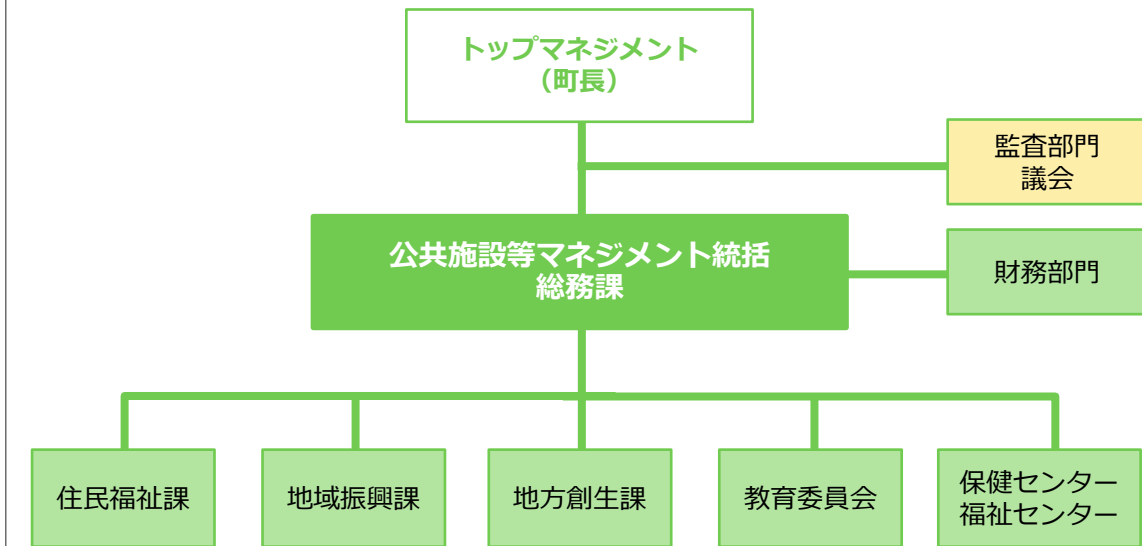 トップマネジメント
（町長）
監査部門
議会
公共施設等マネジメント統括
総務課
財務部門
住民福祉課
地域振興課
地方創生課
教育委員会
保健センター
福祉センター